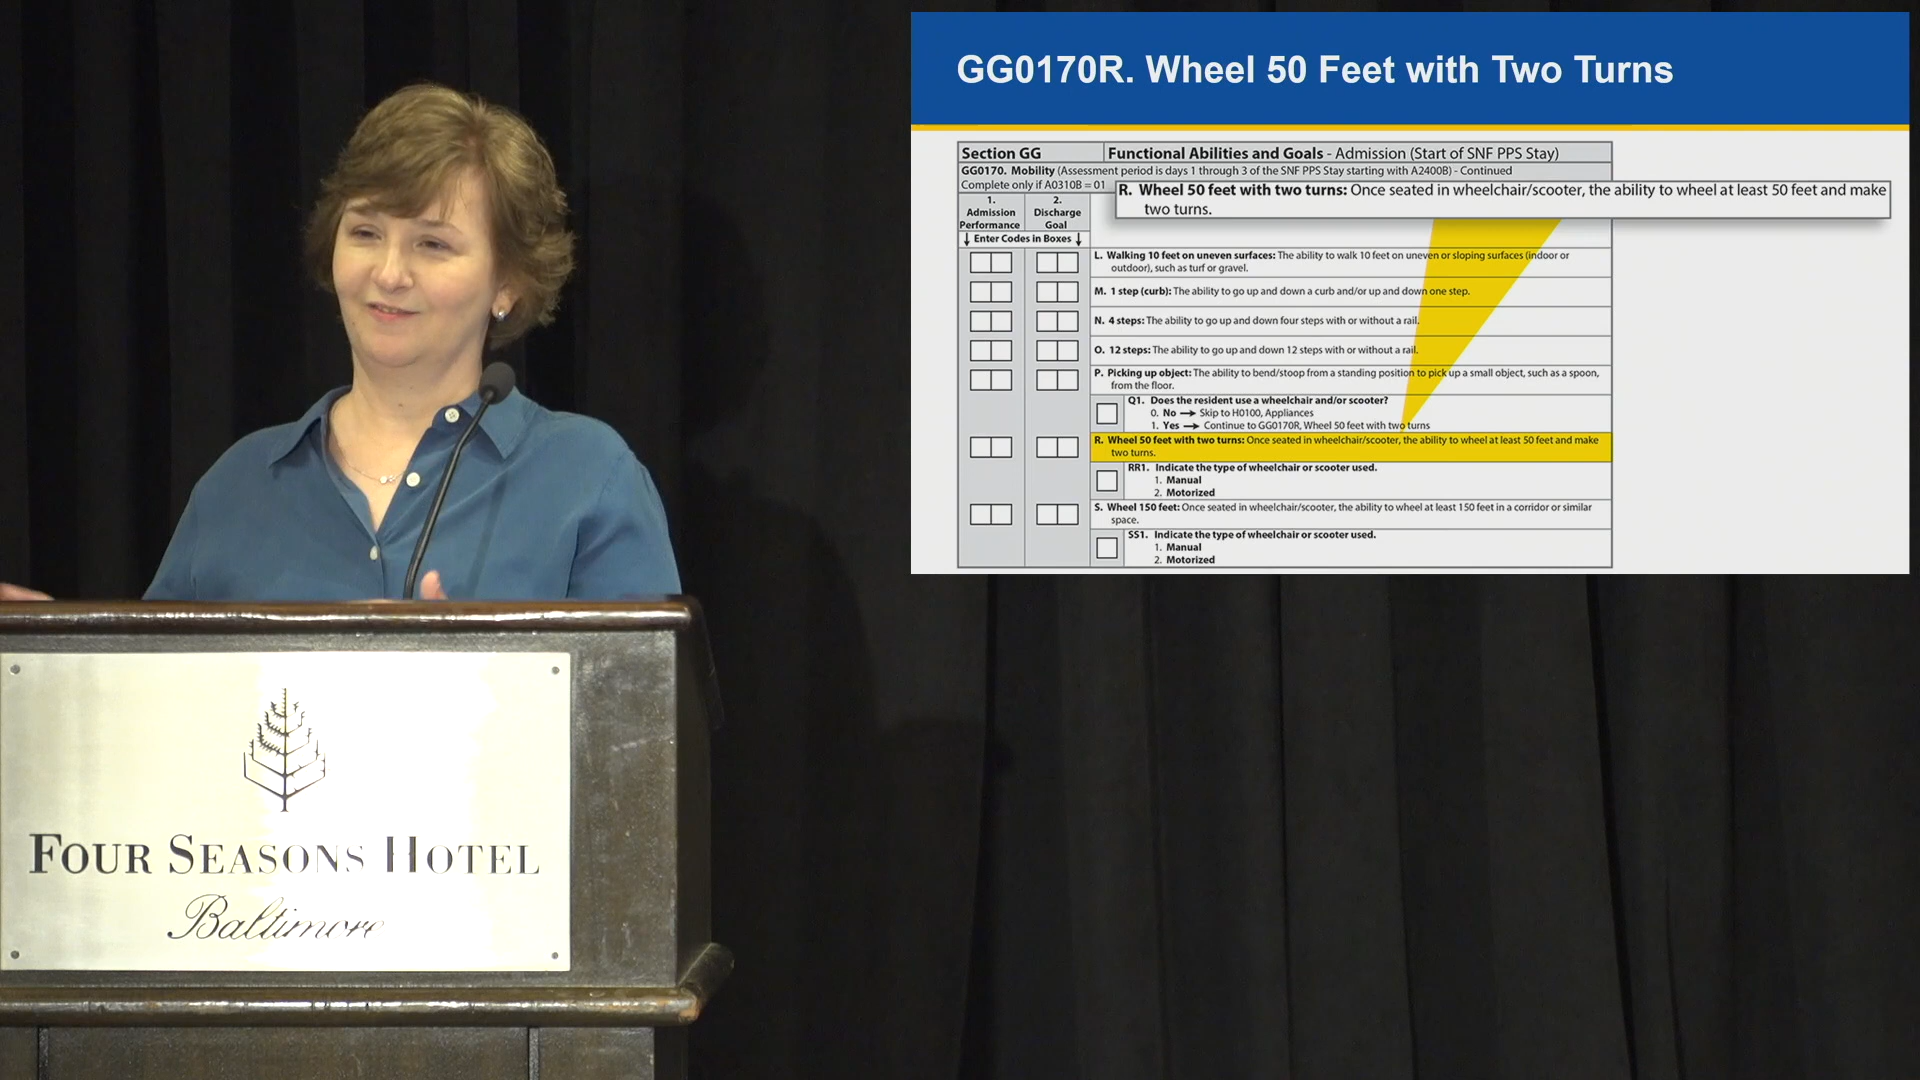 GG0170R. Wheel 50 Feet with Two Turns
Section GG
Functional Abilities and Goals - Admission (Start of SNF PPS Stay)
GG0170. Mobility (Assessment period is days 1 through 3 of the SNF PPS Stay starting with A2400B) - Continued
Complete only if A0310B = 01
R. Wheel 50 feet with two turns: Once seated in wheelchair/scooter, the ability to wheel at least 50 feet and make
two turns.
1.
Admission
Performance
2.
Discharge
Goal
↓ Enter Codes in Boxes ↓
L. Walking 10 feet on uneven surfaces: The ability to walk 10 feet on uneven or sloping surfaces (indoor or
outdoor), such as turf or gravel.
M. 1 step (curb): The ability to go up and down a curb and/or up and down one step.
N. 4 steps: The ability to go up and down four steps with or without a rail.
O. 12 steps: The ability to go up and down 12 steps with or without a rail.
P. Picking up object: The ability to bend/stoop from a standing position to pick up a small object, such as a spoon,
from the floor.
Q1. Does the resident use a wheelchair and/or scooter?
0. No → Skip to H0100, Appliances
1. Yes → Continue to GG0170R, Wheel 50 feet with two turns
R. Wheel 50 feet with two turns: Once seated in wheelchair/scooter, the ability to wheel at least 50 feet and make
two turns.
RR1. Indicate the type of wheelchair or scooter used.
1. Manual
2. Motorized
S. Wheel 150 feet: Once seated in wheelchair/scooter, the ability to wheel at least 150 feet in a corridor or similar
space.
SS1. Indicate the type of wheelchair or scooter used.
1. Manual
2. Motorized
FOUR SEASONS HOTEL
Baltimore